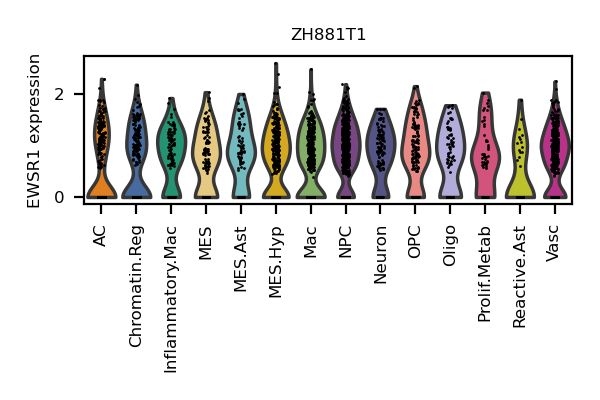 ZH881T1
EWSR1 expression
2
0
AC
Chromatin.Reg
Inflammatory.Mac
MES
MES.Ast
MES.Hyp
Mac
NPC
Neuron
OPC
Oligo
Prolif.Metab
Reactive.Ast
Vasc